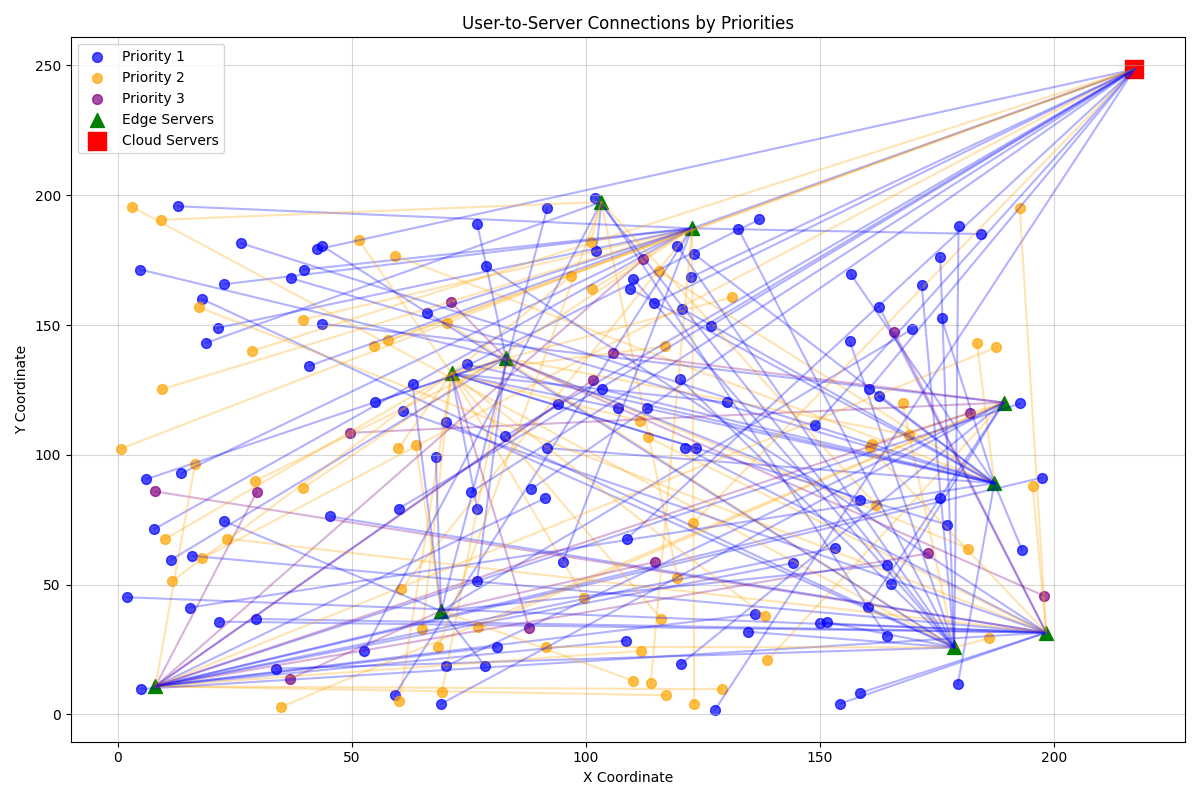 User-to-Server Connections by Priorities
Priority 1
Priority 2
Priority 3
Edge Servers
Cloud Servers
Y Coordinate
250
200
150
100
50
0
0 50 100 150 200
X Coordinate